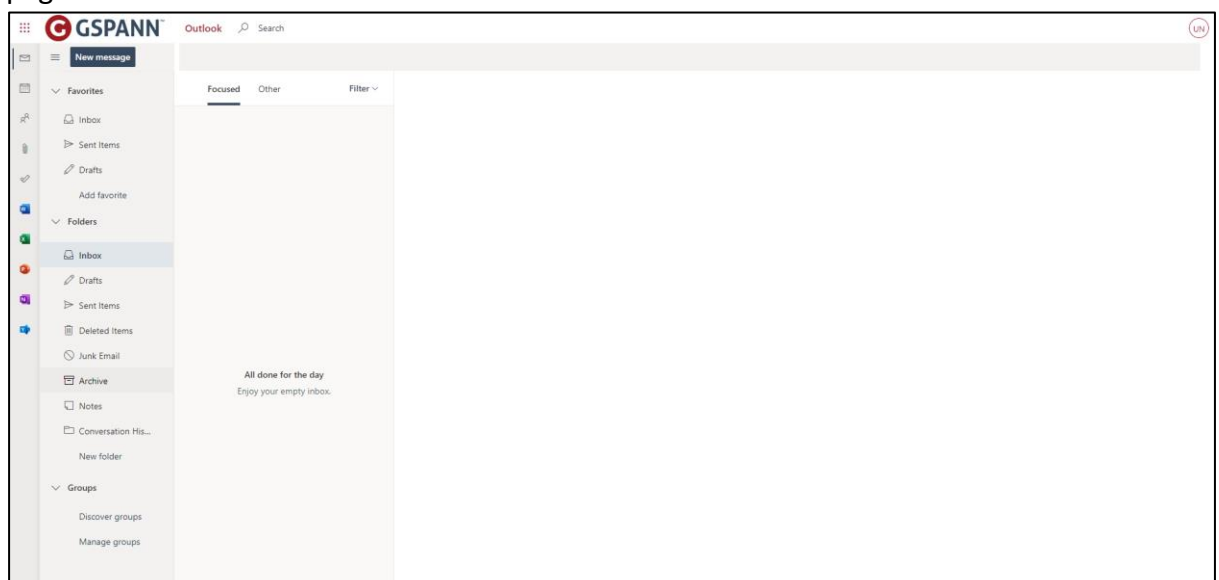 GSPANN™
Outlook
Search
UN
New message
Favorites
Inbox
Sent Items
Drafts
Add favorite
Folders
Inbox
Drafts
Sent Items
Deleted Items
Junk Email
Archive
Notes
Conversation His...
New folder
Groups
Discover groups
Manage groups
Focused Other Filter
All done for the day
Enjoy your empty inbox.